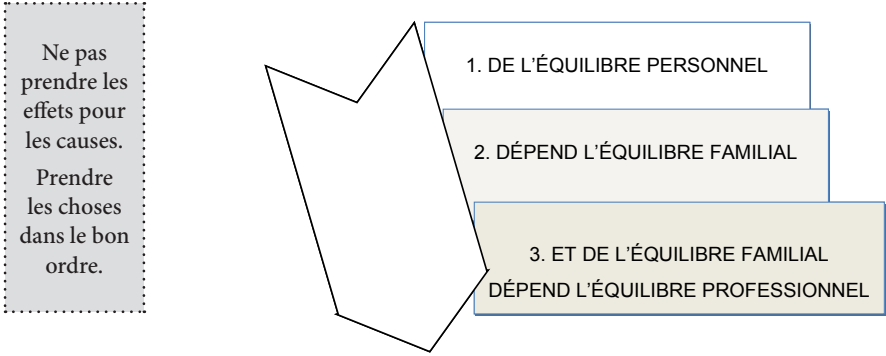 Ne pas
prendre les
effets pour
les causes.
Prendre
les choses
dans le bon
ordre.
1. DE L’ÉQUILIBRE PERSONNEL
2. DÉPEND L’ÉQUILIBRE FAMILIAL
3. ET DE L’ÉQUILIBRE FAMILIAL
DÉPEND L’ÉQUILIBRE PROFESSIONNEL